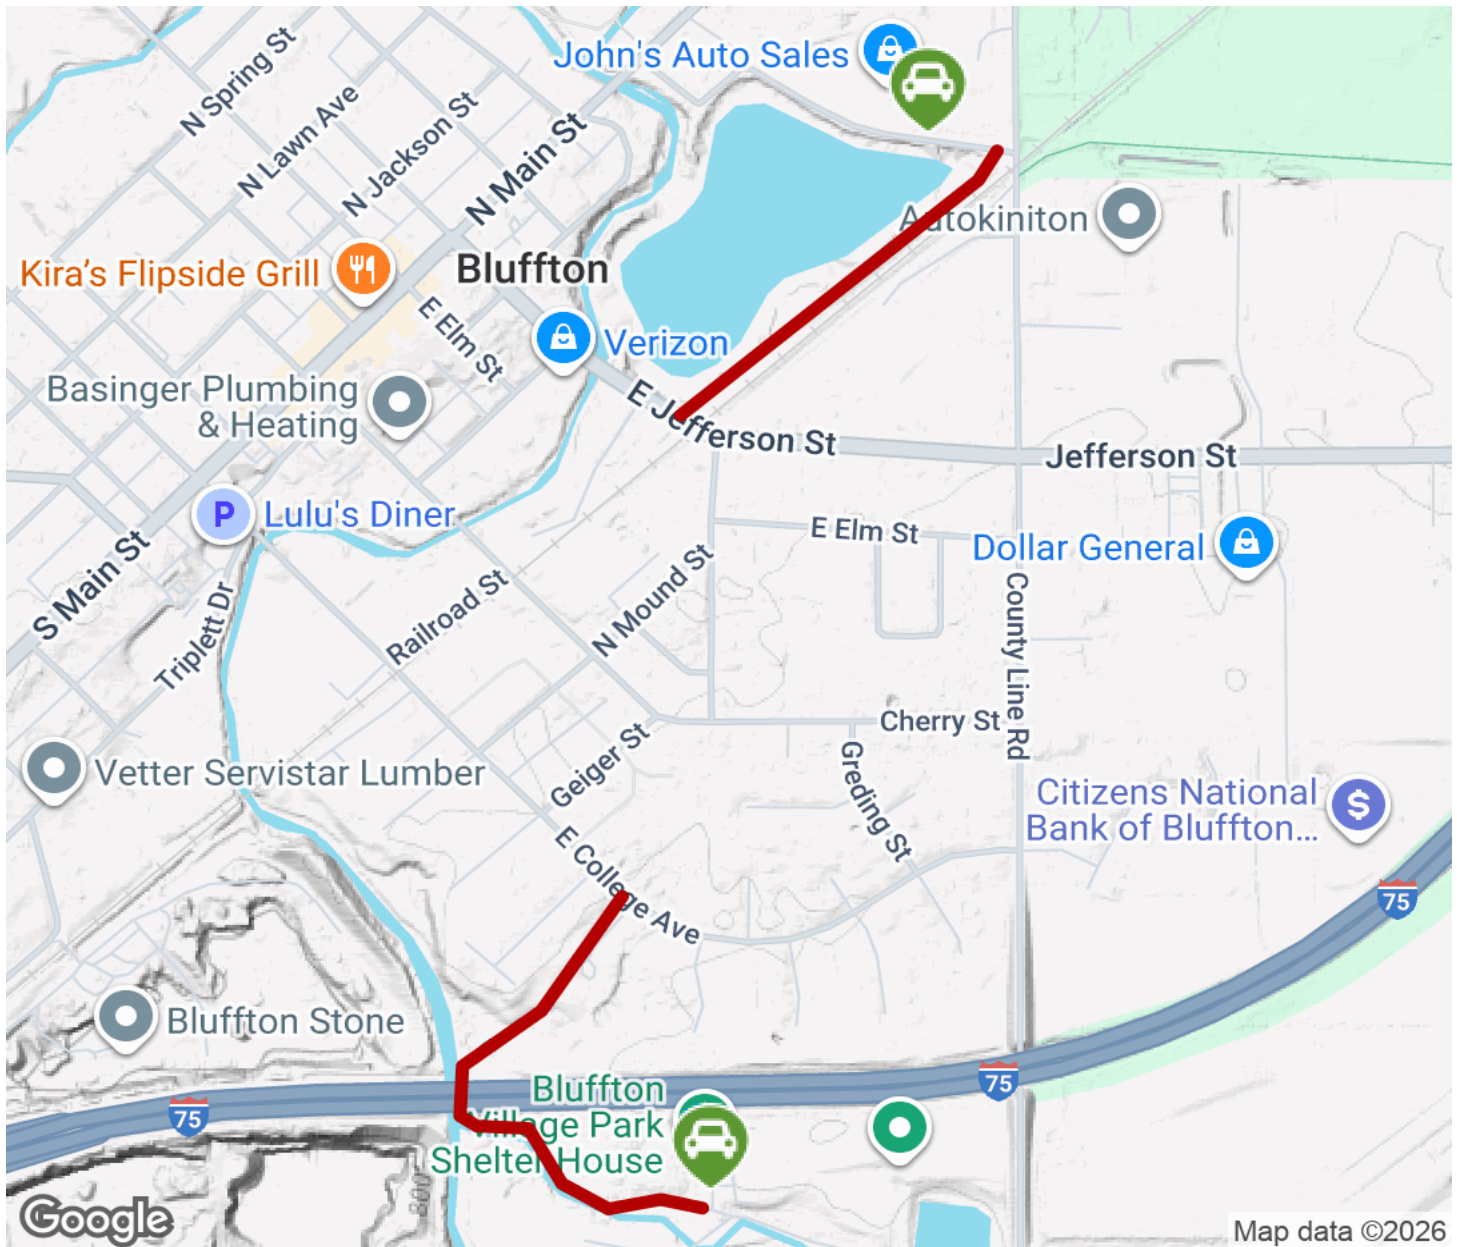 John's Auto Sales
N Spring St
N Lawn Ave
N Jackson St
N Main St
Autokiniton
Kira's Flipside Grill
Bluffton
E Elm St
Verizon
Basinger Plumbing
& Heating
E Jefferson St
Jefferson St
P
Lulu's Diner
E Elm St
Dollar General
S Main St
Triplett Dr
Railroad St
N Mound St
County Line Rd
Cherry St
Geiger St
Greding St
Vetter Servistar Lumber
Citizens National
Bank of Bluffton...
$
E College Ave
75
Bluffton Stone
75
75
Bluffton
Village Park
Shelter House
800
Google
Map data ©2026